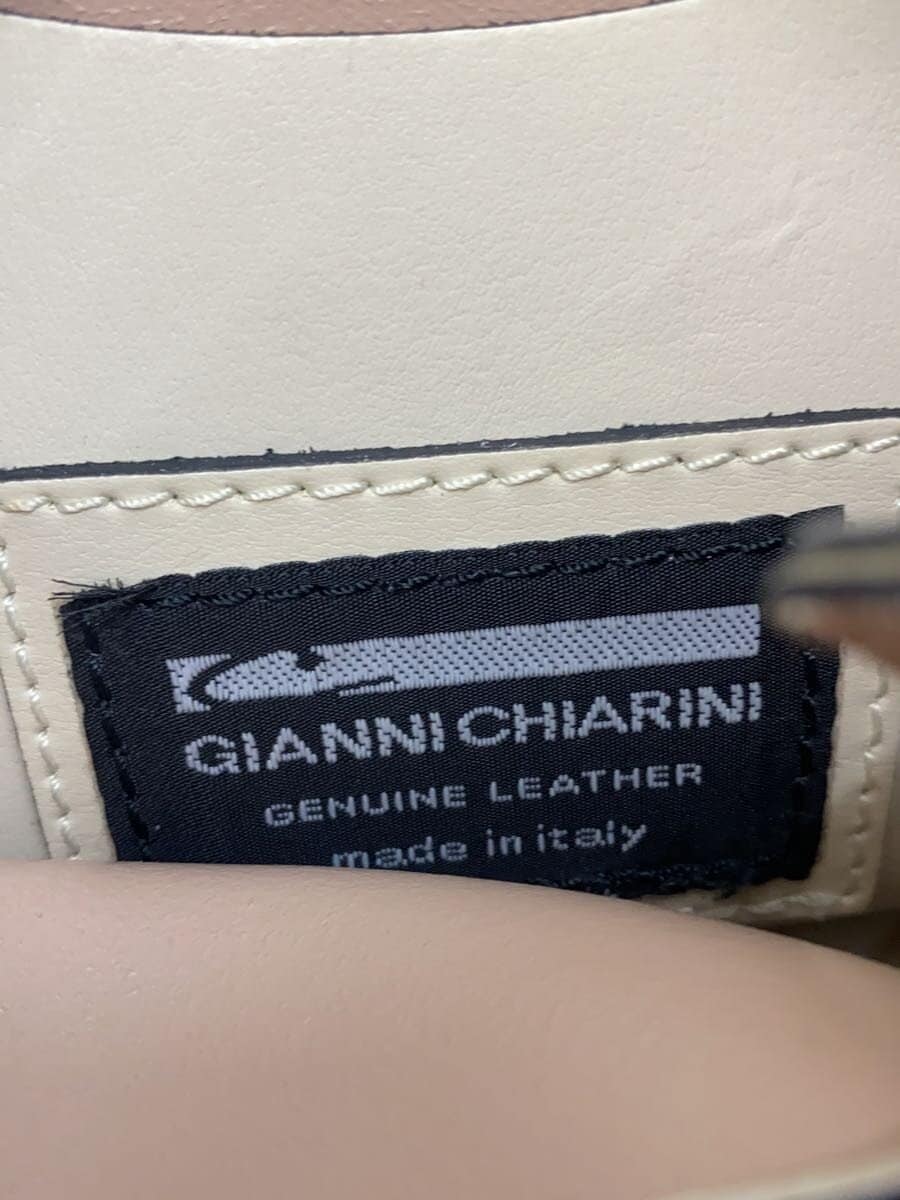 GIANNI CHIARINI
GENUINE LEATHER
made in italy